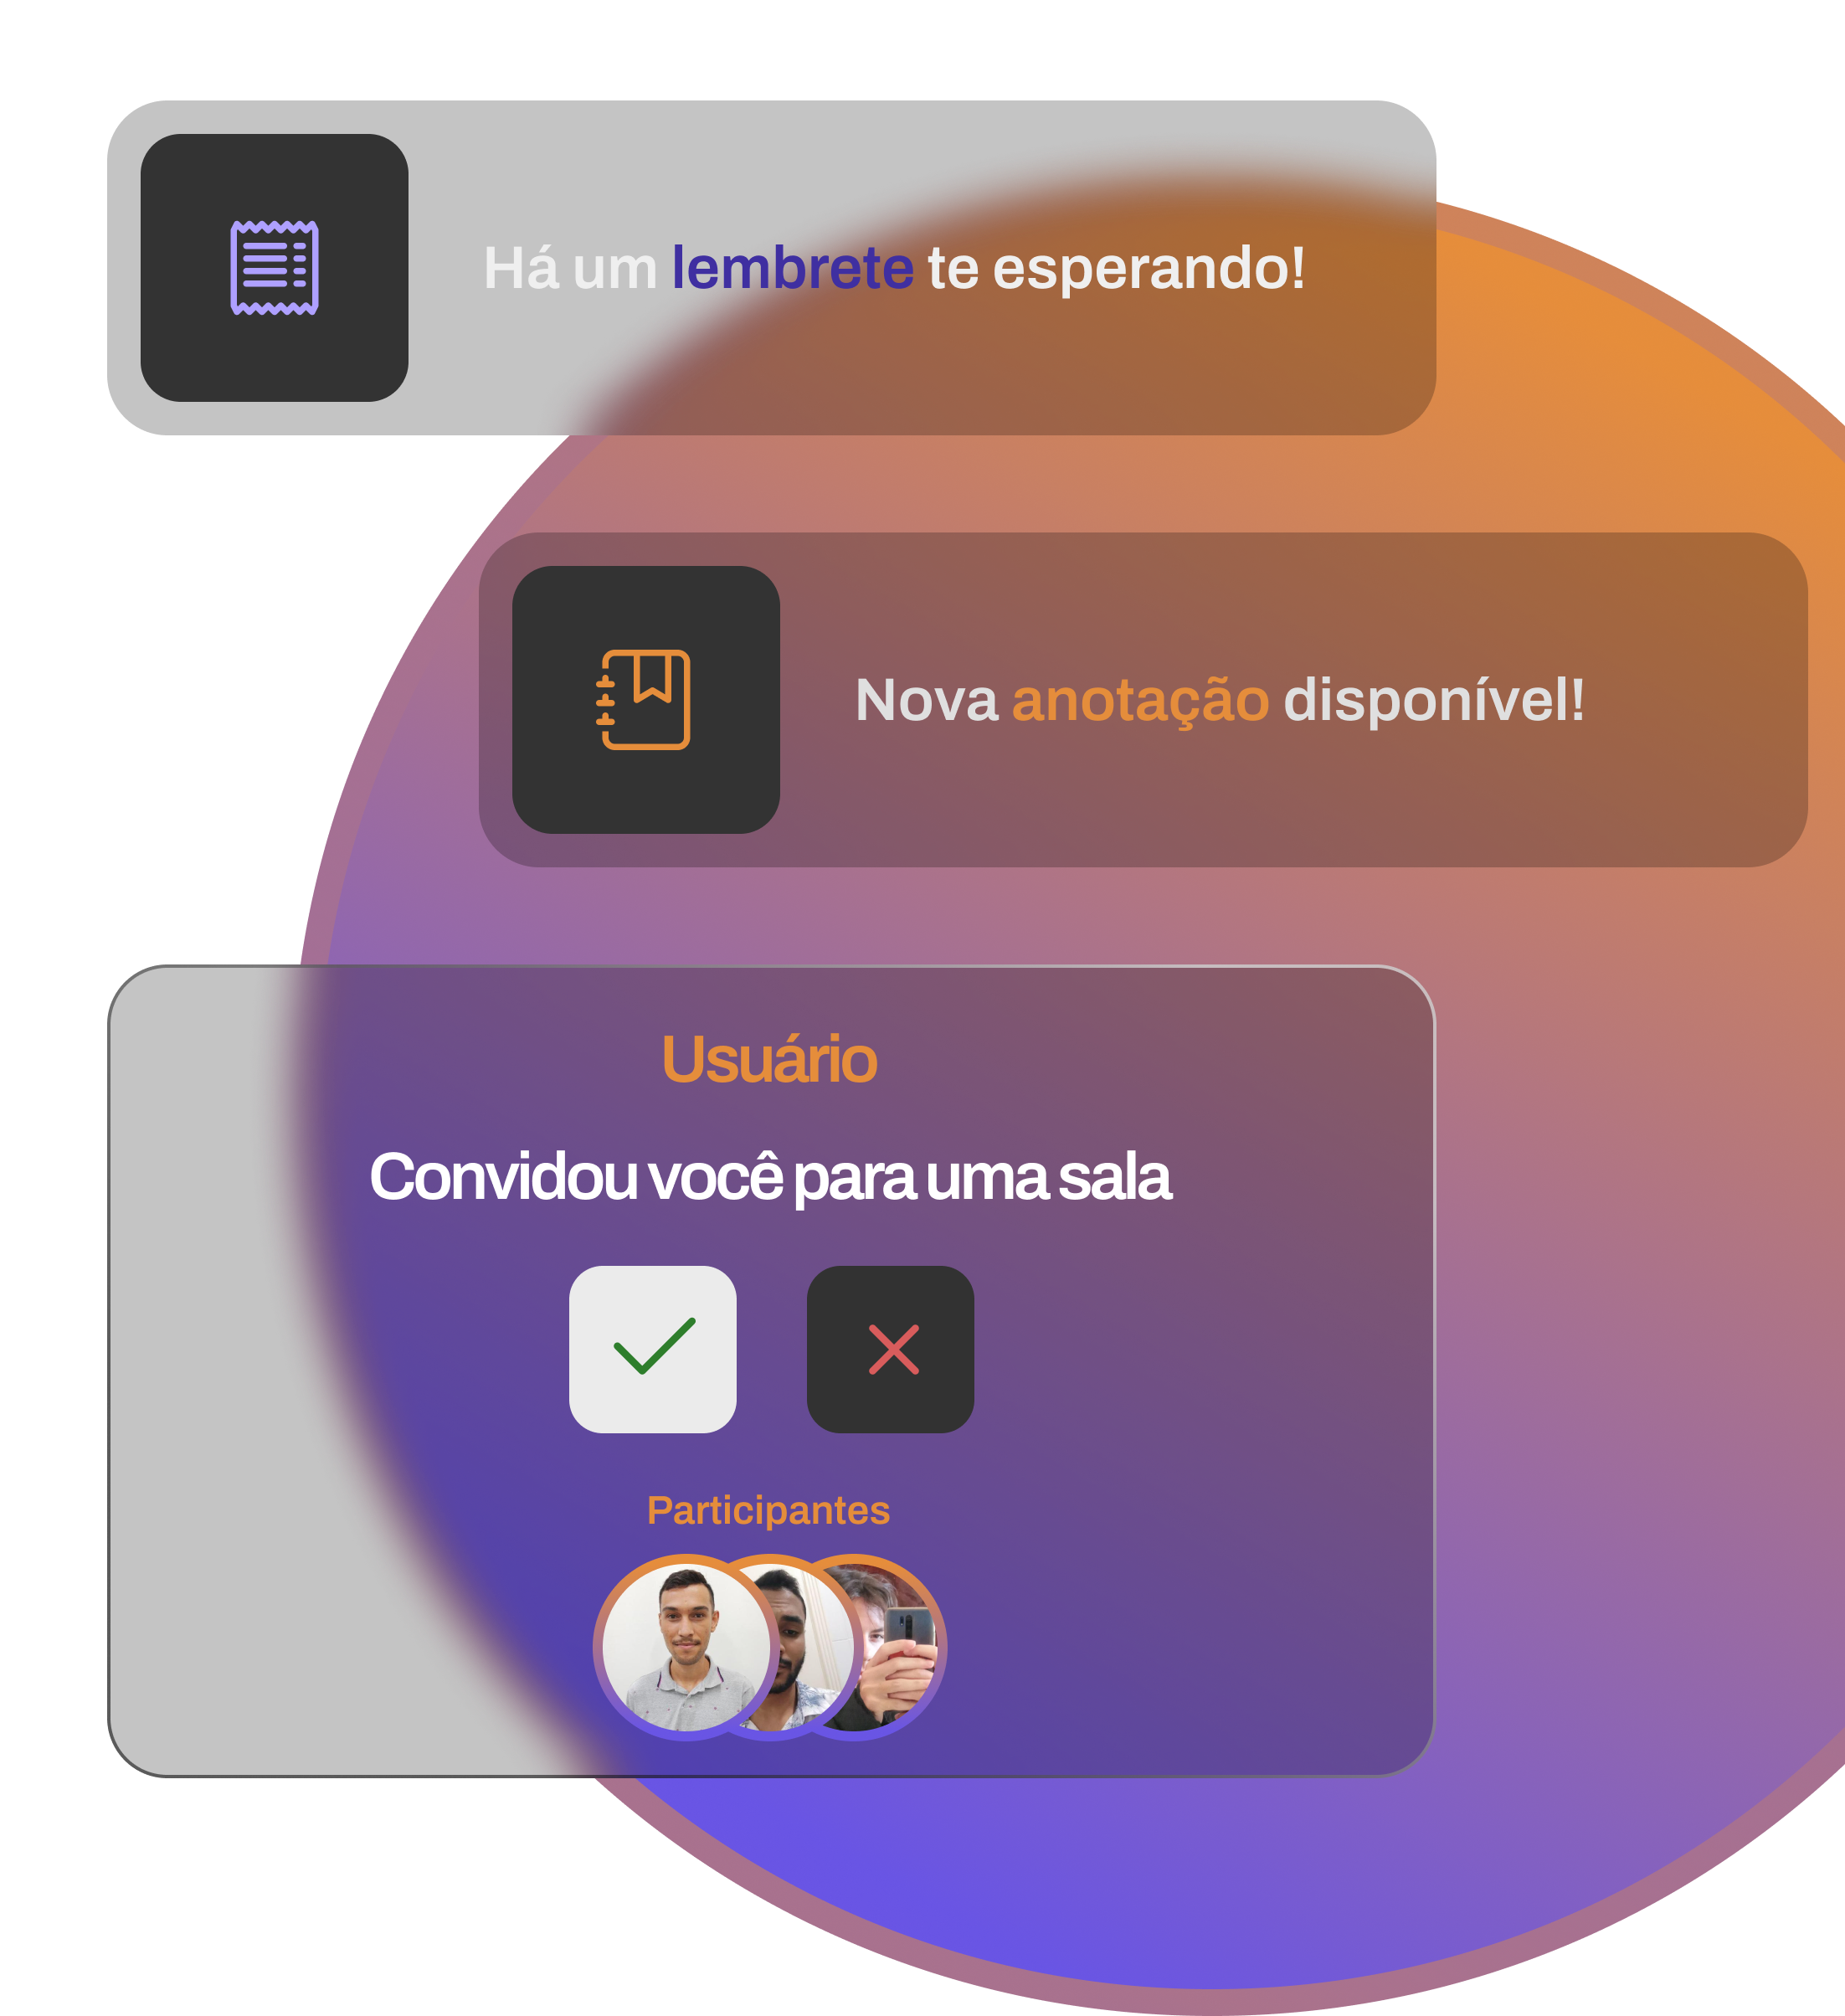 Há um lembrete te esperando!
Nova anotação disponível!
Usuário
Convidou você para uma sala
Participantes